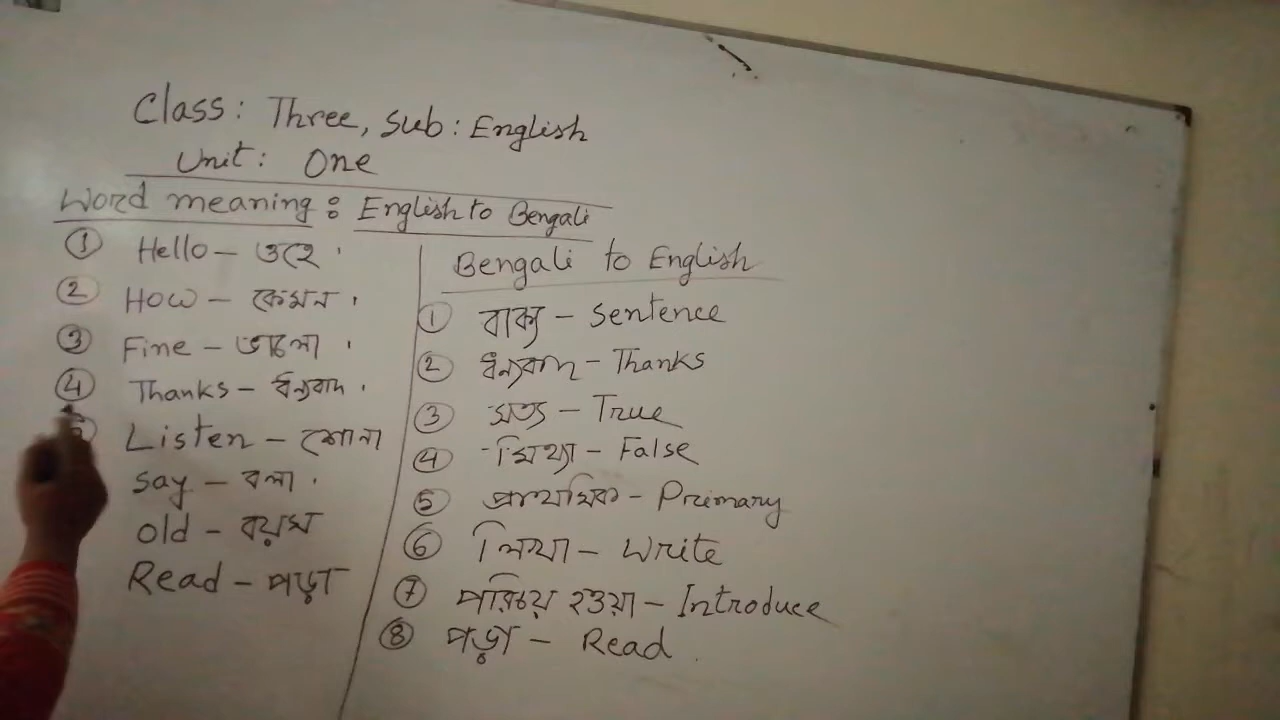 Class: Three, Sub: English
Unit: One
Word meaning: English to Bengali
① Hello – ওহে
② How – কেমন
③ Fine – ভালো
④ Thanks – ধন্যবাদ
Listen – শোনা
Say – বলা
Old – বয়স
Read – পড়া
Bengali to English
① বাক্য – Sentence
② ধন্যবাদ – Thanks
③ সত্য – True
④ মিথ্যা – False
⑤ প্রাথমিক – Primary
⑥ লিখা – Write
⑦ পরিচয় হওয়া – Introduce
⑧ পড়া – Read